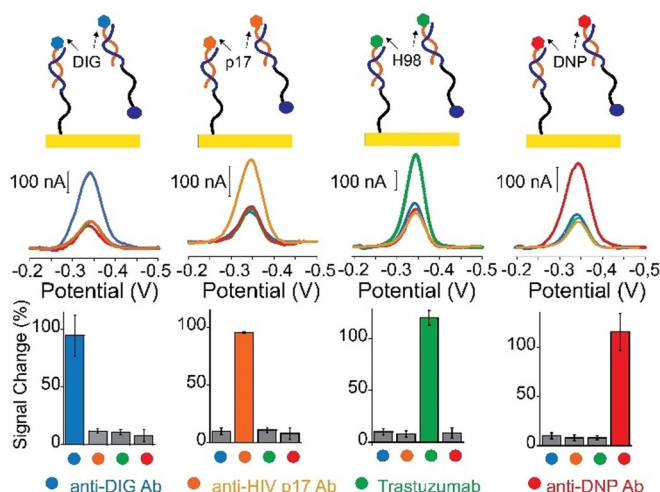 DIG p17 H98 DNP
100 nA 100 nA 100 nA 100 nA
-0.2 -0.3 -0.4 -0.5 -0.2 -0.3 -0.4 -0.5 -0.2 -0.3 -0.4 -0.5 -0.2 -0.3 -0.4 -0.5
Potential (V) Potential (V) Potential (V) Potential (V)
Signal Change (%)
100 100 100 100
50 50 50 50
0 0 0 0
anti-DIG Ab anti-HIV p17 Ab Trastuzumab anti-DNP Ab